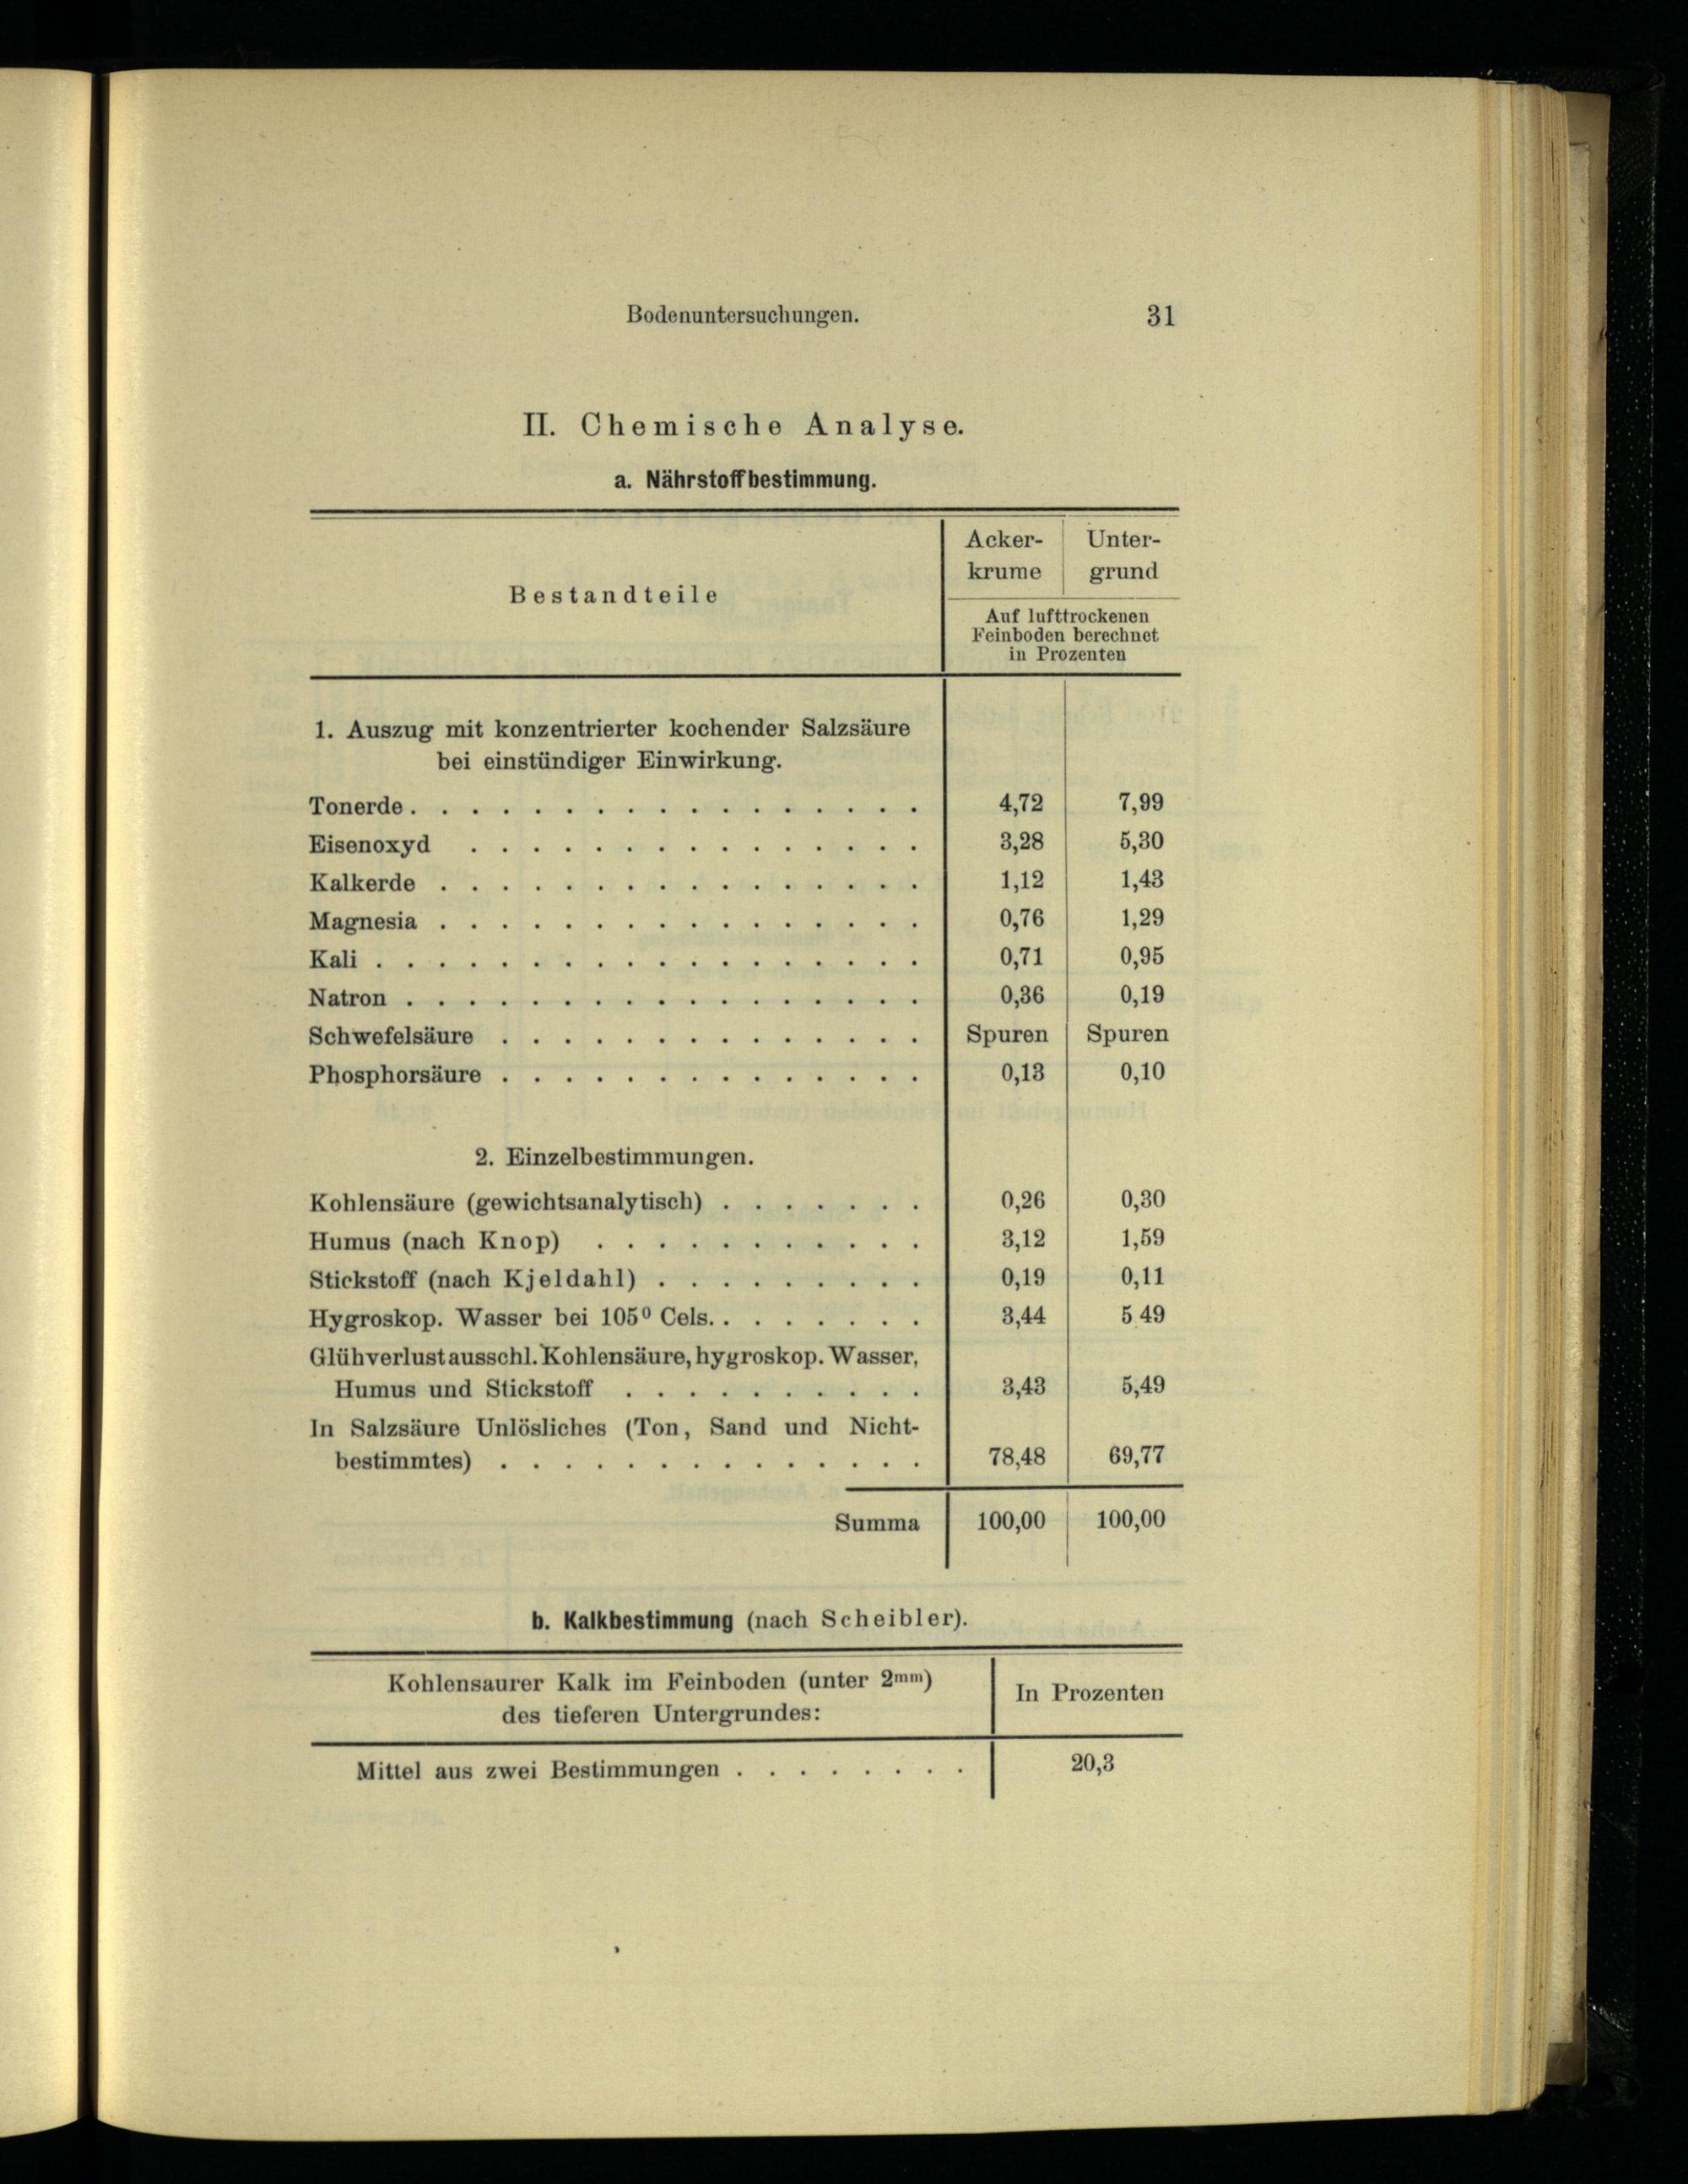 Bodenuntersuchungen. 31
II. Chemische Analyse.
a. Nährstoffbestimmung.
Bestandteile
Acker-
krume
Unter-
grund
Auf lufttrockenen
Feinboden berechnet
in Prozenten
1. Auszug mit konzentrierter kochender Salzsäure
bei einstündiger Einwirkung.
Tonerde . . . . . . . . . . . . . . . . . 4,72 7,99
Eisenoxyd . . . . . . . . . . . . . . . 3,28 5,30
Kalkerde . . . . . . . . . . . . . . . . 1,12 1,43
Magnesia . . . . . . . . . . . . . . . . 0,76 1,29
Kali . . . . . . . . . . . . . . . . . . 0,71 0,95
Natron . . . . . . . . . . . . . . . . . 0,36 0,19
Schwefelsäure . . . . . . . . . . . . . . Spuren Spuren
Phosphorsäure . . . . . . . . . . . . . . 0,13 0,10
2. Einzelbestimmungen.
Kohlensäure (gewichtsanalytisch) . . . . . . . 0,26 0,30
Humus (nach Knop) . . . . . . . . . . . 3,12 1,59
Stickstoff (nach Kjeldahl) . . . . . . . . . 0,19 0,11
Hygroskop. Wasser bei 105⁰ Cels. . . . . . . . 3,44 5 49
Glühverlust ausschl. Kohlensäure, hygroskop. Wasser,
Humus und Stickstoff . . . . . . . . . . 3,43 5,49
In Salzsäure Unlösliches (Ton, Sand und Nicht-
bestimmtes) . . . . . . . . . . . . . . 78,48 69,77
Summa 100,00 100,00
b. Kalkbestimmung (nach Scheibler).
Kohlensaurer Kalk im Feinboden (unter 2ᵐᵐ)
des tieferen Untergrundes:
In Prozenten
Mittel aus zwei Bestimmungen . . . . . . . . 20,3